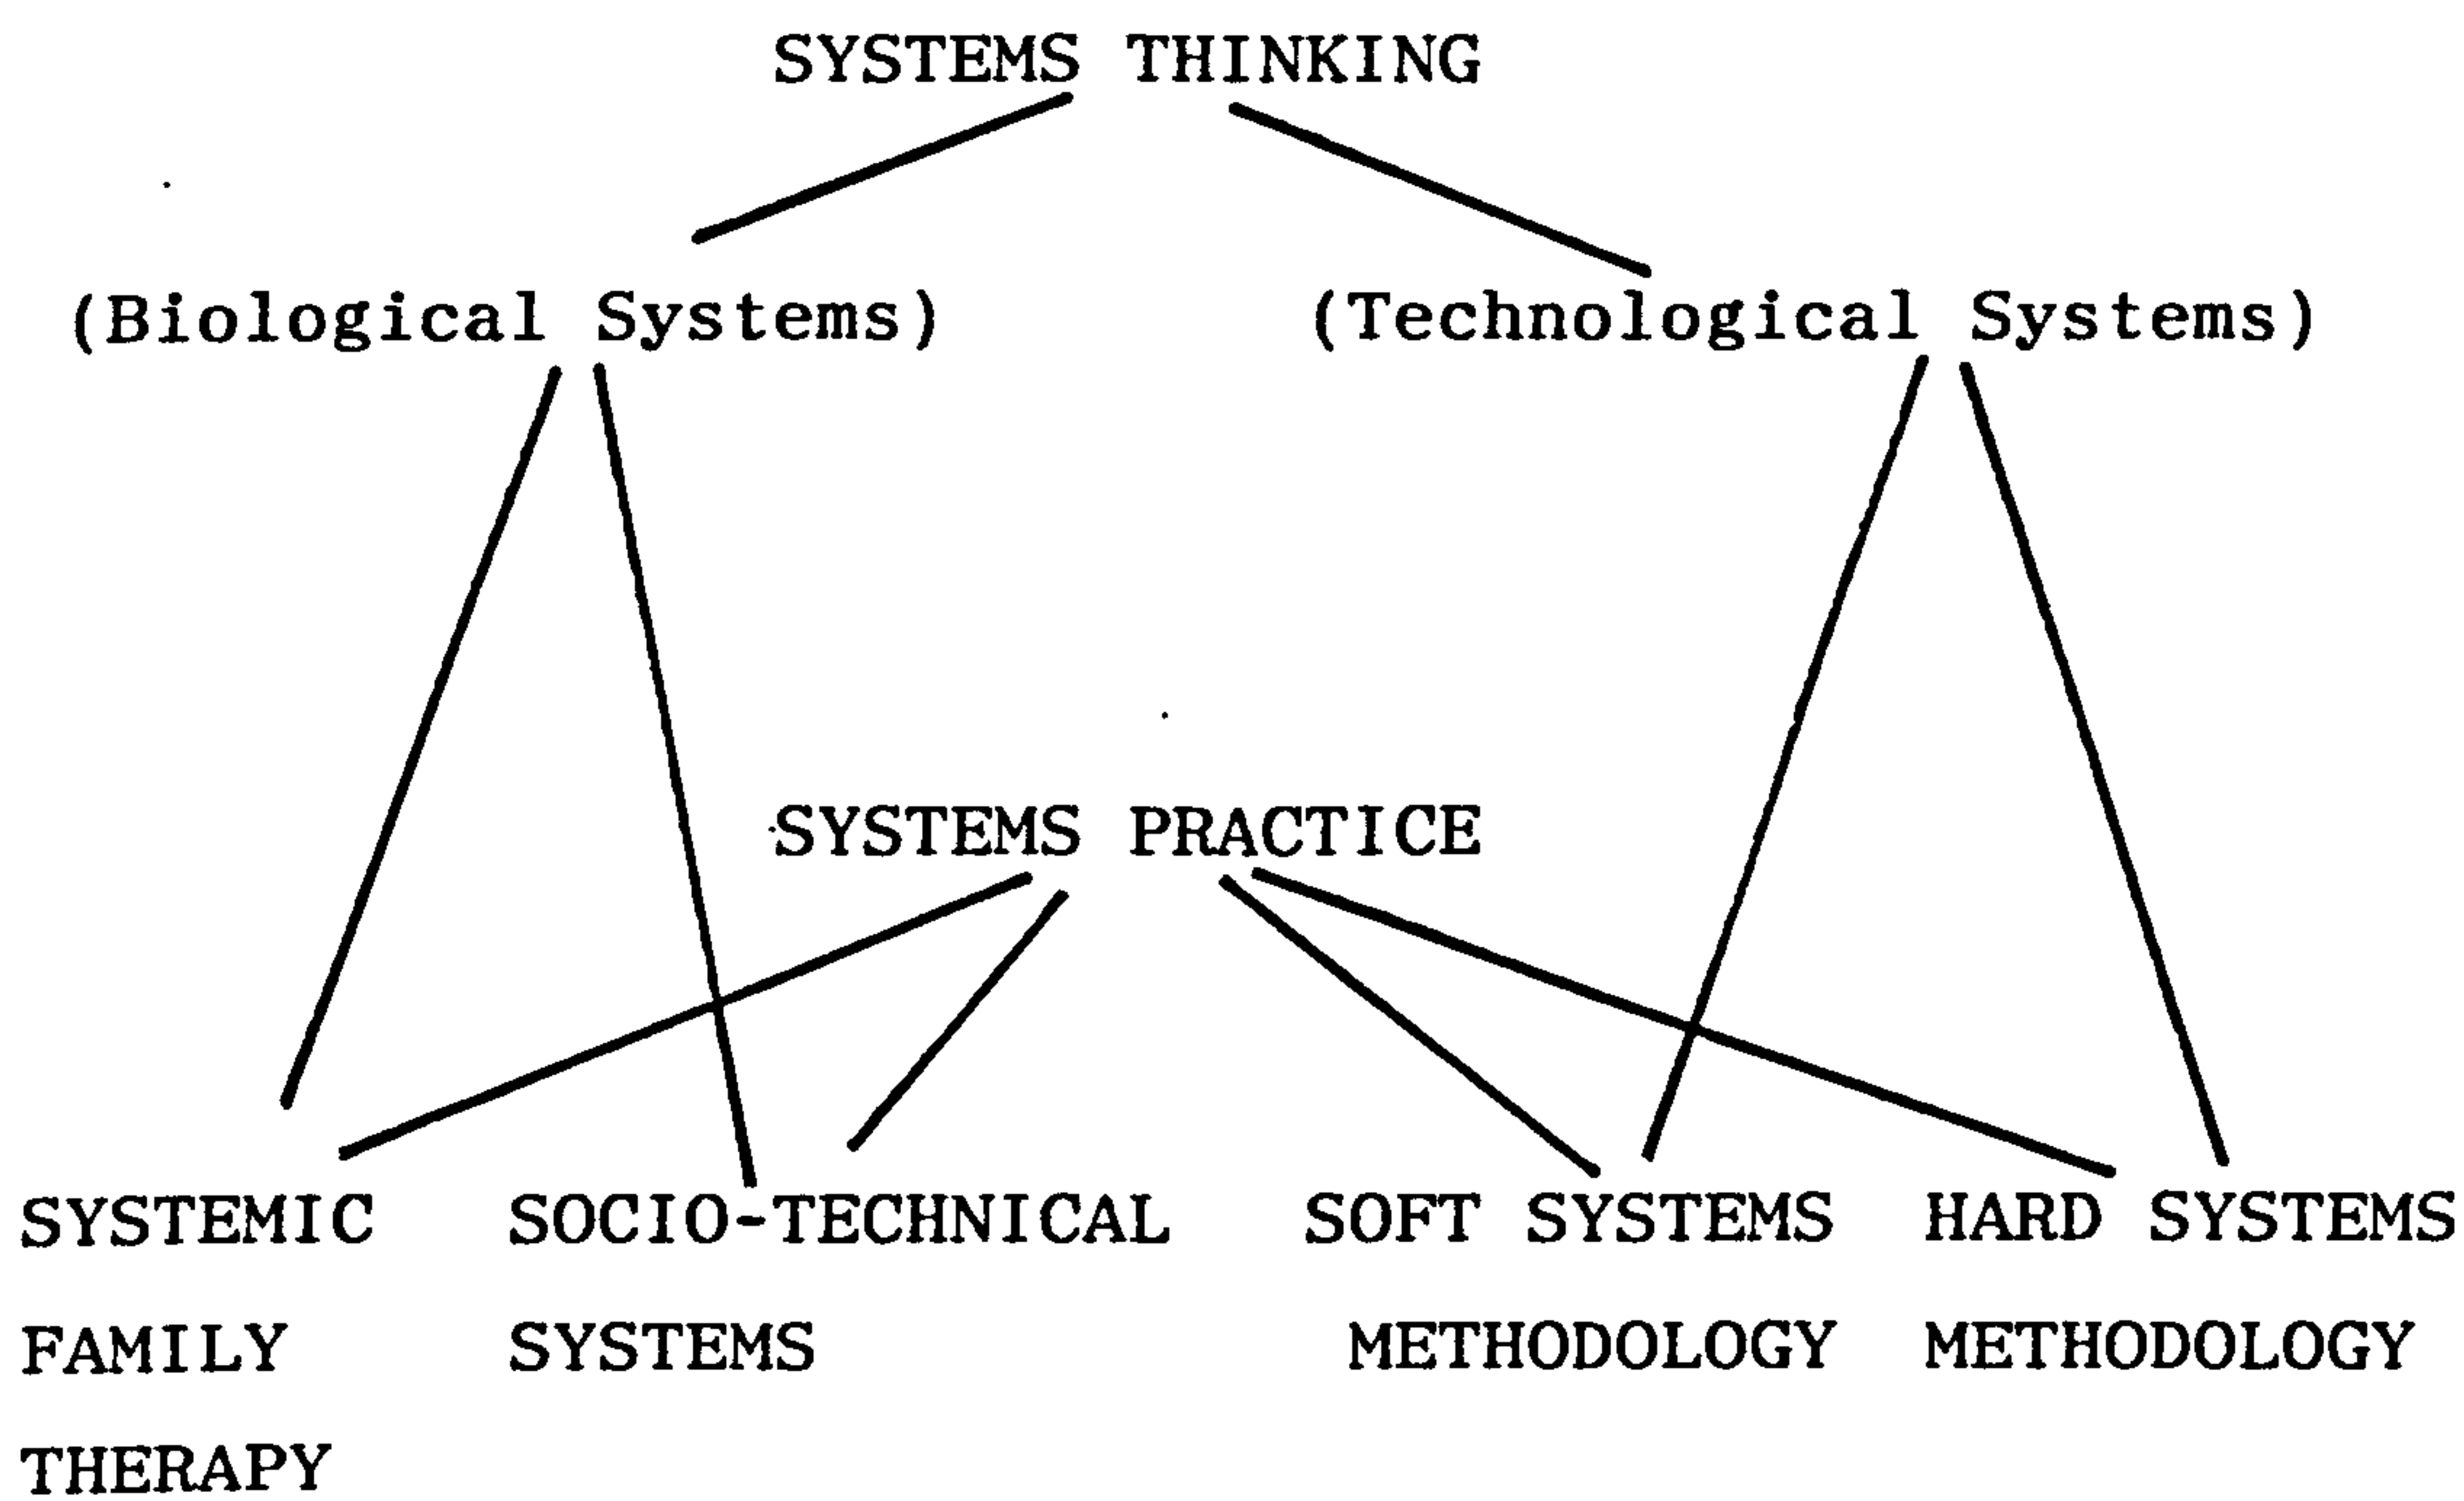 SYSTEMS THINKING
(Biological Systems) (Technological Systems)
SYSTEMS PRACTICE
SYSTEMIC SOCIO-TECHNICAL SOFT SYSTEMS HARD SYSTEMS
FAMILY SYSTEMS METHODOLOGY METHODOLOGY
THERAPY